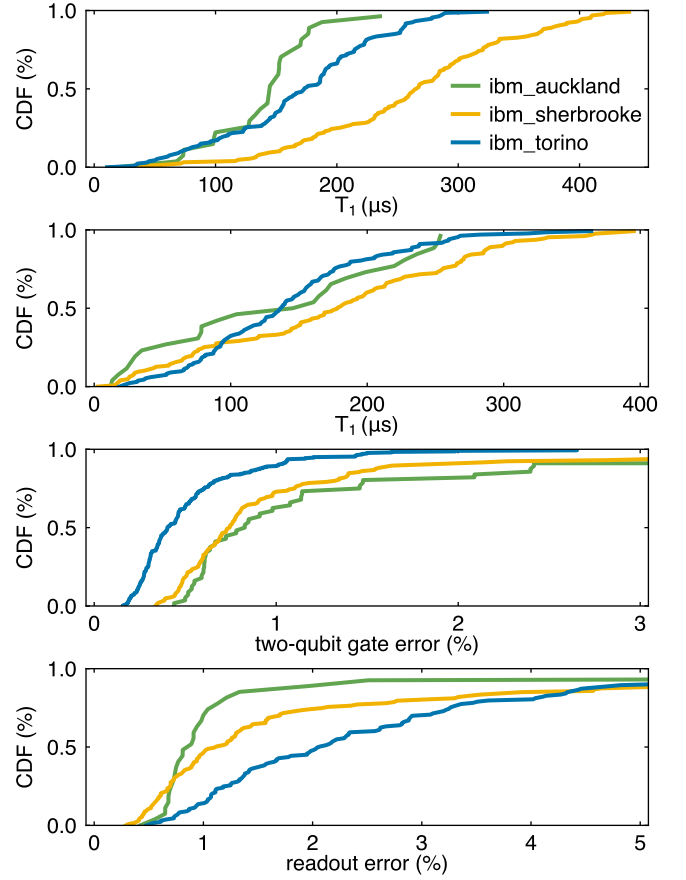 1.0
CDF (%)
0.5
0.0
ibm_auckland
ibm_sherbrooke
ibm_torino
0 100 200 300 400
T1 (μs)
1.0
CDF (%)
0.5
0.0
0 100 200 300 400
T1 (μs)
1.0
CDF (%)
0.5
0.0
0 1 2 3
two-qubit gate error (%)
1.0
CDF (%)
0.5
0.0
0 1 2 3 4 5
readout error (%)